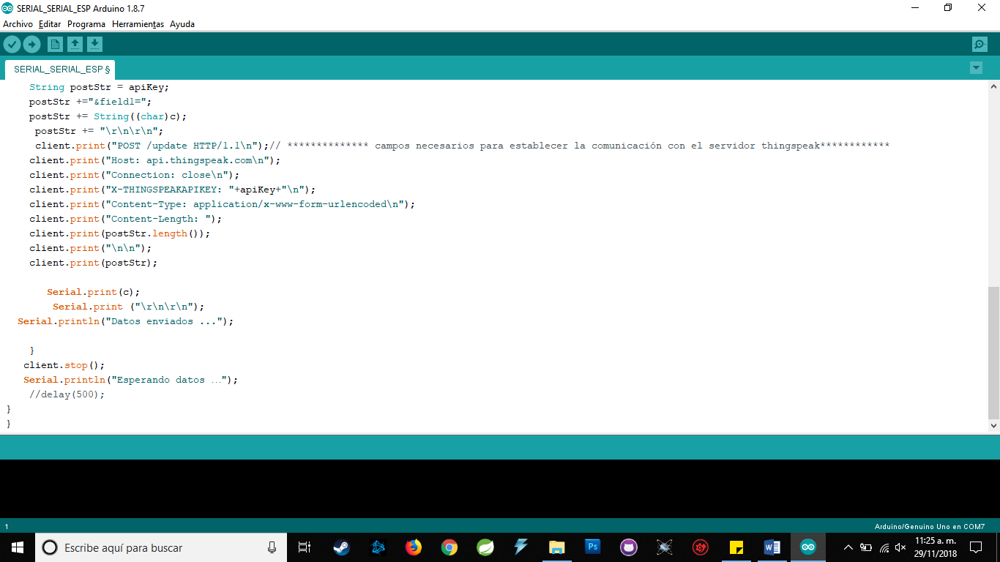 SERIAL_SERIAL_ESP Arduino 1.8.7
Archivo Editar Programa Herramientas Ayuda
SERIAL_SERIAL_ESP §
String postStr = apiKey;
postStr +="&field1=";
postStr += String((char)c);
postStr += "\r\n\r\n";
client.print("POST /update HTTP/1.1\n");// ************** campos necesarios para establecer la comunicación con el servidor thingspeak************
client.print("Host: api.thingspeak.com\n");
client.print("Connection: close\n");
client.print("X-THINGSPEAKAPIKEY: "+apiKey+"\n");
client.print("Content-Type: application/x-www-form-urlencoded\n");
client.print("Content-Length: ");
client.print(postStr.length());
client.print("\n\n");
client.print(postStr);
Serial.print(c);
Serial.print ("\r\n\r\n");
Serial.println("Datos enviados ...");
}
client.stop();
Serial.println("Esperando datos …");
//delay(500);
}
}
1
Arduino/Genuino Uno en COM7
Escribe aquí para buscar
Ps
11:25 a. m.
29/11/2018